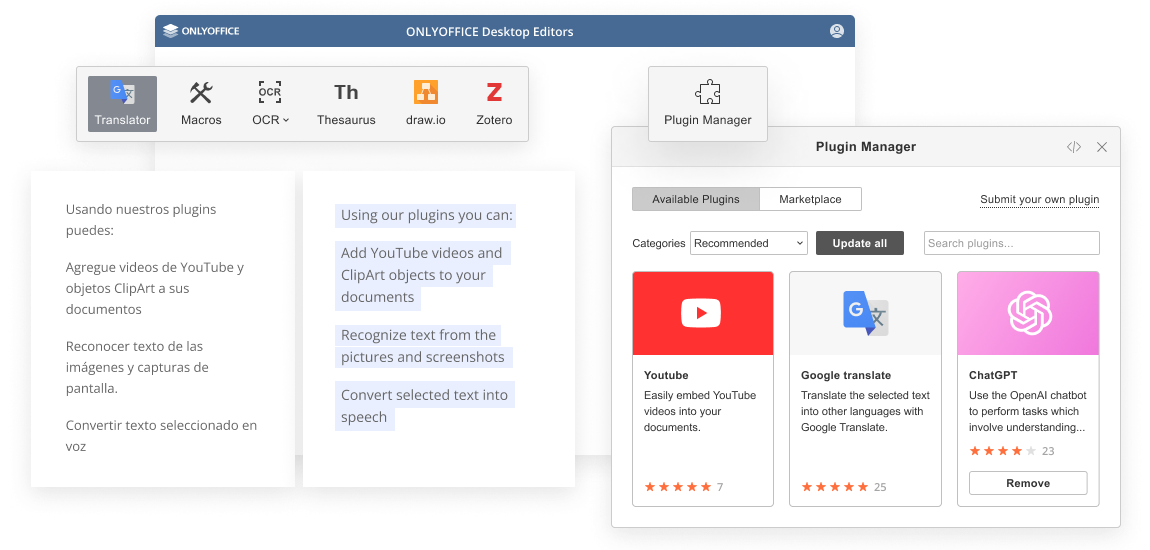 ONLYOFFICE
ONLYOFFICE Desktop Editors
Translator
Macros
OCR
OCR
Th
Thesaurus
draw.io
Z
Zotero
Plugin Manager
Usando nuestros plugins
puedes:
Agregue videos de YouTube y
objetos ClipArt a sus
documentos
Reconocer texto de las
imágenes y capturas de
pantalla.
Convertir texto seleccionado en
voz
Using our plugins you can:
Add YouTube videos and
ClipArt objects to your
documents
Recognize text from the
pictures and screenshots
Convert selected text into
speech
Plugin Manager
Available Plugins
Marketplace
Submit your own plugin
Categories
Recommended
Update all
Search plugins...
Youtube
Easily embed YouTube
videos into your
documents.
7
G
文
Google translate
Translate the selected text
into other languages with
Google Translate.
25
ChatGPT
Use the OpenAI chatbot
to perform tasks which
involve understanding...
23
Remove